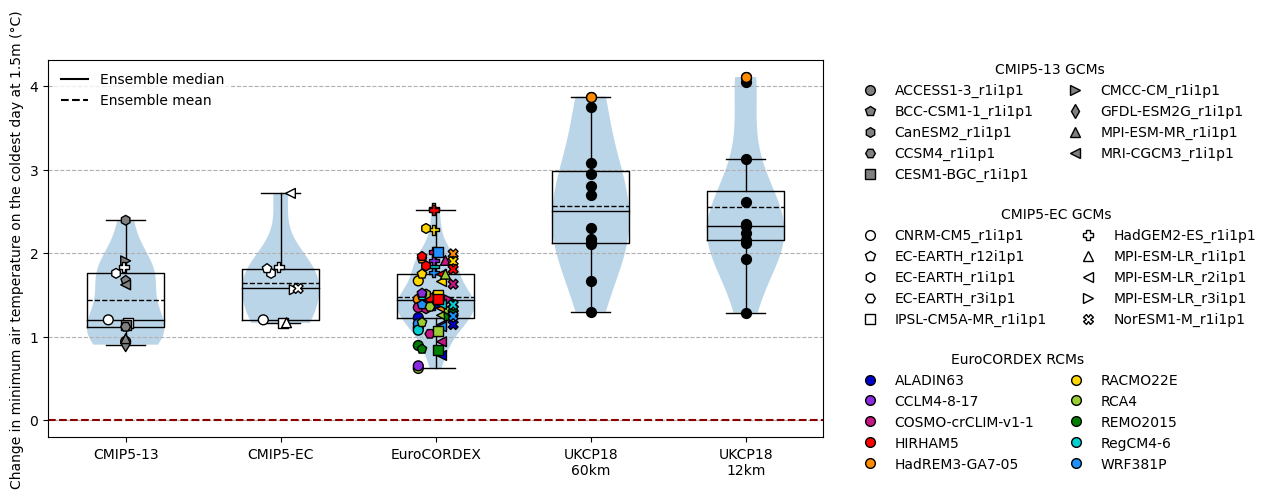 Change in minimum air temperature on the coldest day at 1.5m (°C)
4
3
2
1
0
Ensemble median
Ensemble mean
CMIP5-13
CMIP5-EC
EuroCORDEX
UKCP18
60km
UKCP18
12km
CMIP5-13 GCMs
ACCESS1-3_r1i1p1
BCC-CSM1-1_r1i1p1
CanESM2_r1i1p1
CCSM4_r1i1p1
CESM1-BGC_r1i1p1
CMCC-CM_r1i1p1
GFDL-ESM2G_r1i1p1
MPI-ESM-MR_r1i1p1
MRI-CGCM3_r1i1p1
CMIP5-EC GCMs
CNRM-CM5_r1i1p1
EC-EARTH_r12i1p1
EC-EARTH_r1i1p1
EC-EARTH_r3i1p1
IPSL-CM5A-MR_r1i1p1
HadGEM2-ES_r1i1p1
MPI-ESM-LR_r1i1p1
MPI-ESM-LR_r2i1p1
MPI-ESM-LR_r3i1p1
NorESM1-M_r1i1p1
EuroCORDEX RCMs
ALADIN63
CCLM4-8-17
COSMO-crCLIM-v1-1
HIRHAM5
HadREM3-GA7-05
RACMO22E
RCA4
REMO2015
RegCM4-6
WRF381P